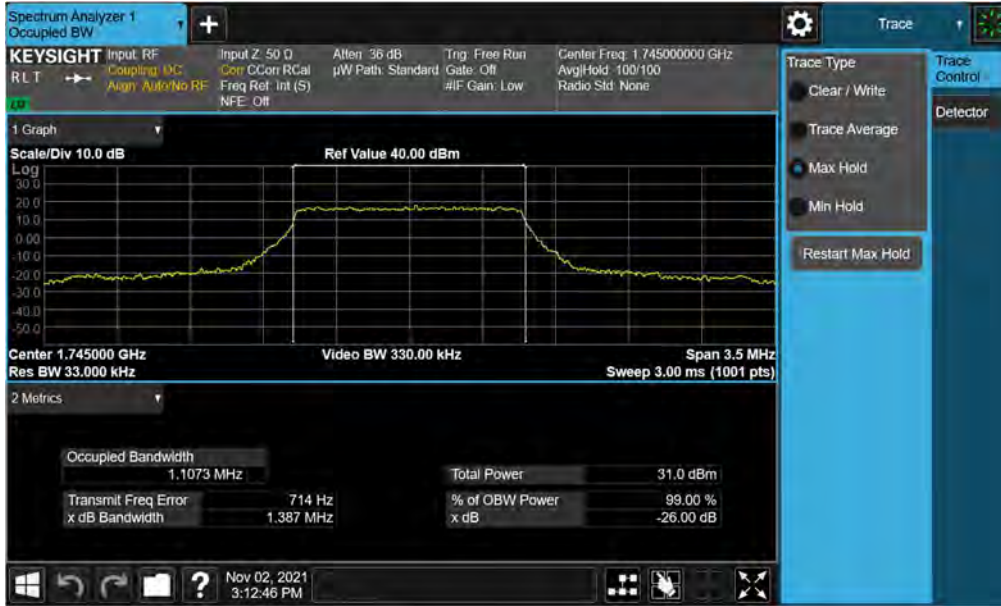 Spectrum Analyzer 1
Occupied BW
Trace
KEYSIGHT
RLT
Input: RF
Coupling: DC
Align: Auto/No RF
Input Z: 50 Ω
Corr CCorr RCal
Freq Ref: Int (S)
NFE: Off
Atten: 36 dB
µW Path: Standard
Trig: Free Run
Gate: Off
#IF Gain: Low
Center Freq: 1.745000000 GHz
Avg|Hold: 100/100
Radio Std: None
Trace Type
Clear / Write
Trace Average
Max Hold
Min Hold
Restart Max Hold
Trace
Control
Detector
1 Graph
Scale/Div 10.0 dB
Ref Value 40.00 dBm
Log
30.0
20.0
10.0
0.00
-10.0
-20.0
-30.0
-40.0
-50.0
Center 1.745000 GHz
Video BW 330.00 kHz
Span 3.5 MHz
Res BW 33.000 kHz
Sweep 3.00 ms (1001 pts)
2 Metrics
Occupied Bandwidth
1.1073 MHz
Total Power 31.0 dBm
Transmit Freq Error 714 Hz
% of OBW Power 99.00 %
x dB Bandwidth 1.387 MHz
x dB -26.00 dB
?
Nov 02, 2021
3:12:46 PM